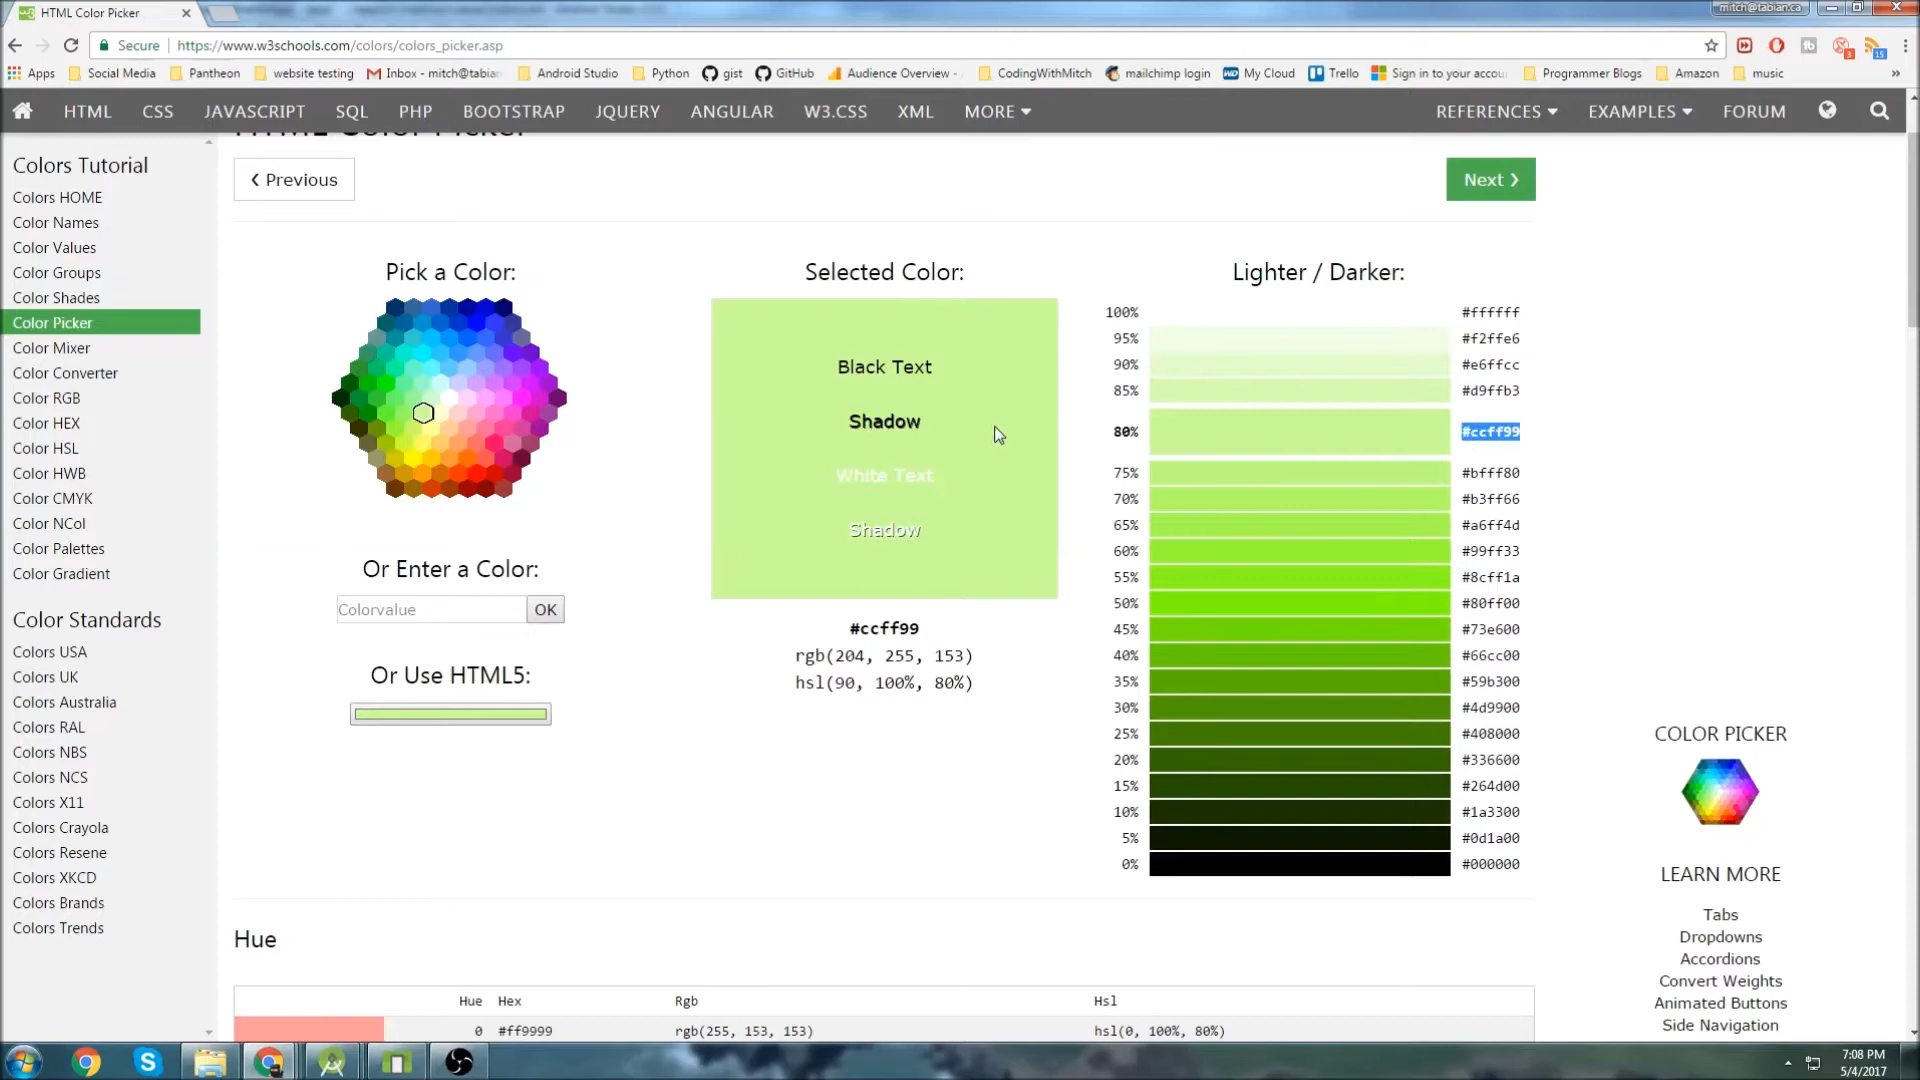 HTML Color Picker
mitch@tabian.ca
Secure https://www.w3schools.com/colors/colors_picker.asp
3 15
Apps Social Media Pantheon website testing Inbox - mitch@tabian Android Studio Python gist GitHub Audience Overview - CodingWithMitch mailchimp login My Cloud Trello Sign in to your accou Programmer Blogs Amazon music »
HTML CSS JAVASCRIPT SQL PHP BOOTSTRAP JQUERY ANGULAR W3.CSS XML MORE REFERENCES EXAMPLES FORUM
HTML Color Picker
Colors Tutorial
Colors HOME
Color Names
Color Values
Color Groups
Color Shades
Color Picker
Color Mixer
Color Converter
Color RGB
Color HEX
Color HSL
Color HWB
Color CMYK
Color NCol
Color Palettes
Color Gradient
Color Standards
Colors USA
Colors UK
Colors Australia
Colors RAL
Colors NBS
Colors NCS
Colors X11
Colors Crayola
Colors Resene
Colors XKCD
Colors Brands
Colors Trends
❮ Previous
Next ❯
Pick a Color:
Or Enter a Color:
Colorvalue OK
Or Use HTML5:
Selected Color:
Black Text
Shadow
White Text
Shadow
#ccff99
rgb(204, 255, 153)
hsl(90, 100%, 80%)
Lighter / Darker:
100% #ffffff
95% #f2ffe6
90% #e6ffcc
85% #d9ffb3
80% #ccff99
75% #bfff80
70% #b3ff66
65% #a6ff4d
60% #99ff33
55% #8cff1a
50% #80ff00
45% #73e600
40% #66cc00
35% #59b300
30% #4d9900
25% #408000
20% #336600
15% #264d00
10% #1a3300
5% #0d1a00
0% #000000
Hue
Hue Hex Rgb Hsl
0 #ff9999 rgb(255, 153, 153) hsl(0, 100%, 80%)
COLOR PICKER
LEARN MORE
Tabs
Dropdowns
Accordions
Convert Weights
Animated Buttons
Side Navigation
7:08 PM
5/4/2017